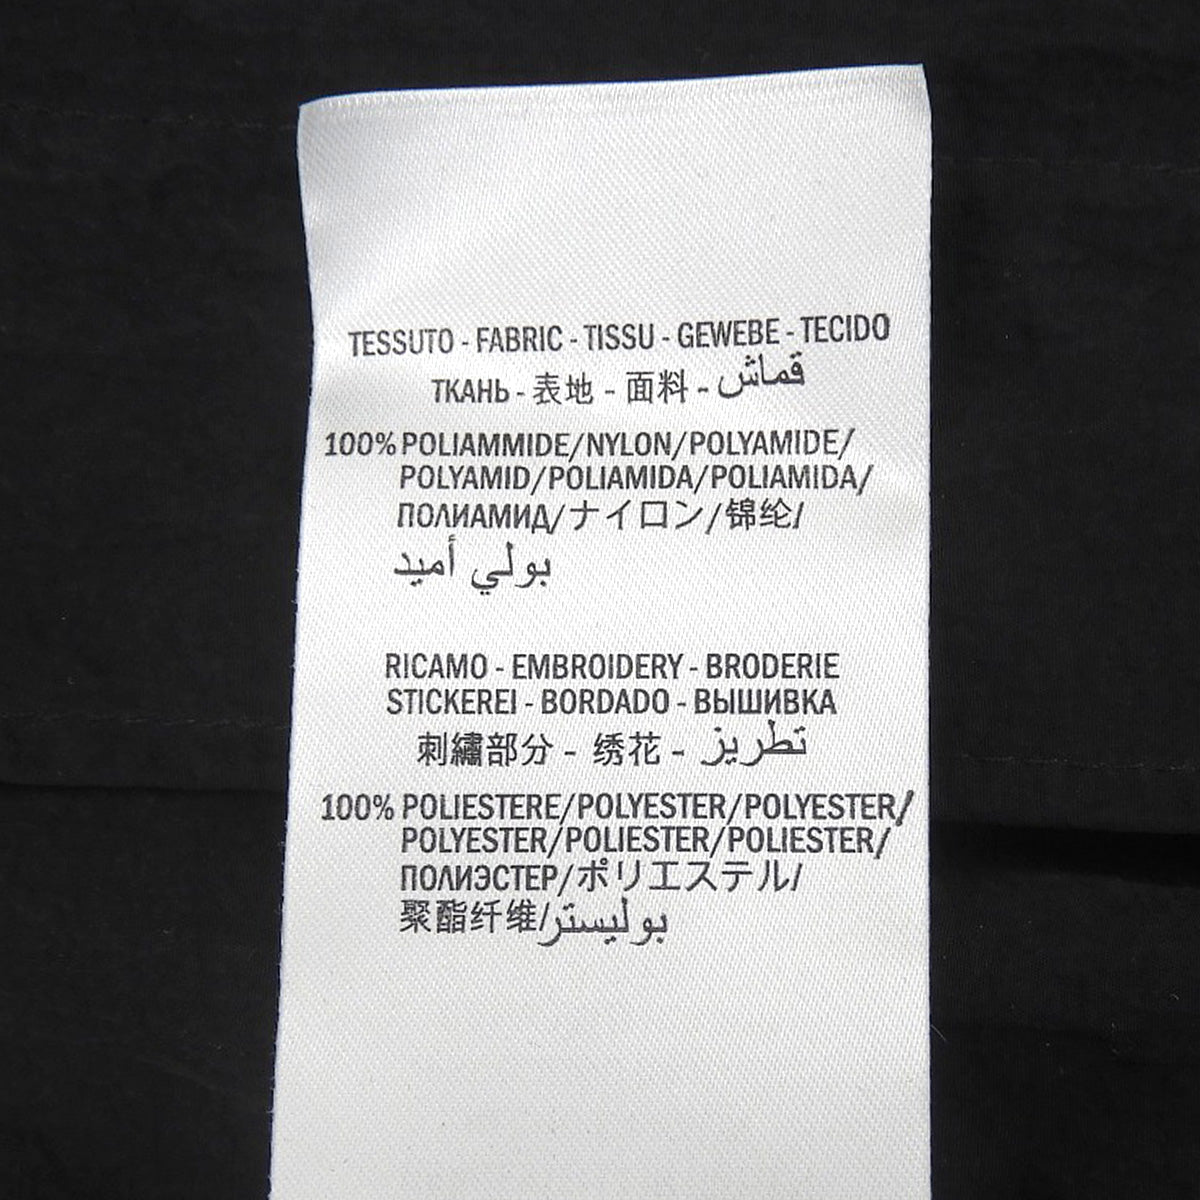 TESSUTO - FABRIC - TISSU - GEWEBE - TECIDO
ТКАНЬ - 表地 - 面料 - قماش
100% POLIAMMIDE/NYLON/POLYAMIDE/
POLYAMID/POLIAMIDA/POLIAMIDA/
ПОЛИАМИД/ナイロン/锦纶/
بولي أميد
RICAMO - EMBROIDERY - BRODERIE
STICKEREI - BORDADO - ВЫШИВКА
刺繍部分 - 绣花 - تطريز
100% POLIESTERE/POLYESTER/POLYESTER/
POLYESTER/POLIESTER/POLIESTER/
ПОЛИЭСТЕР/ポリエステル/
聚酯纤维/بوليستر